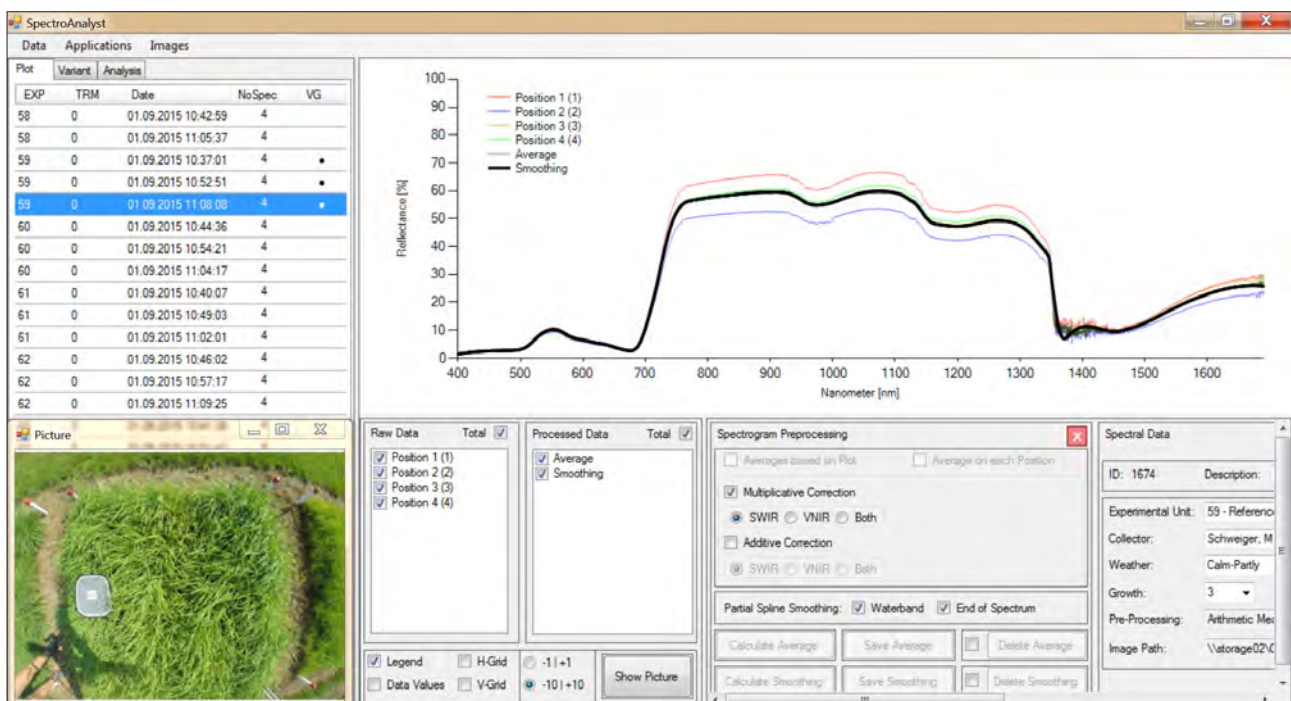 SpectroAnalyst
Data Applications Images
Plot Variant Analysis
EXP TRM Date NoSpec VG
58 0 01.09.2015 10:42:59 4
58 0 01.09.2015 11:05:37 4
59 0 01.09.2015 10:37:01 4 •
59 0 01.09.2015 10:52:51 4 •
59 0 01.09.2015 11:08:08 4 •
60 0 01.09.2015 10:44:36 4
60 0 01.09.2015 10:54:21 4
60 0 01.09.2015 11:04:17 4
61 0 01.09.2015 10:40:07 4
61 0 01.09.2015 10:49:03 4
61 0 01.09.2015 11:02:01 4
62 0 01.09.2015 10:46:02 4
62 0 01.09.2015 10:57:17 4
62 0 01.09.2015 11:09:25 4
Picture
Reflectance [%]
100
90
80
70
60
50
40
30
20
10
0
Position 1 (1)
Position 2 (2)
Position 3 (3)
Position 4 (4)
Average
Smoothing
400 500 600 700 800 900 1000 1100 1200 1300 1400 1500 1600
Nanometer [nm]
Raw Data Total
Position 1 (1)
Position 2 (2)
Position 3 (3)
Position 4 (4)
Processed Data Total
Average
Smoothing
Legend H-Grid -1 | +1
Data Values V-Grid -10 | +10
Show Picture
Spectrogram Preprocessing
Averages based on Plot Average on each Position
Multiplicative Correction
SWIR VNIR Both
Additive Correction
SWIR VNIR Both
Partial Spline Smoothing: Waterband End of Spectrum
Calculate Average Save Average Delete Average
Calculate Smoothing Save Smoothing Delete Smoothing
Spectral Data
ID: 1674 Description:
Experimental Unit: 59 - Reference
Collector: Schweiger, M
Weather: Calm-Partly
Growth: 3
Pre-Processing: Arithmetic Mea
Image Path: \\storage02\